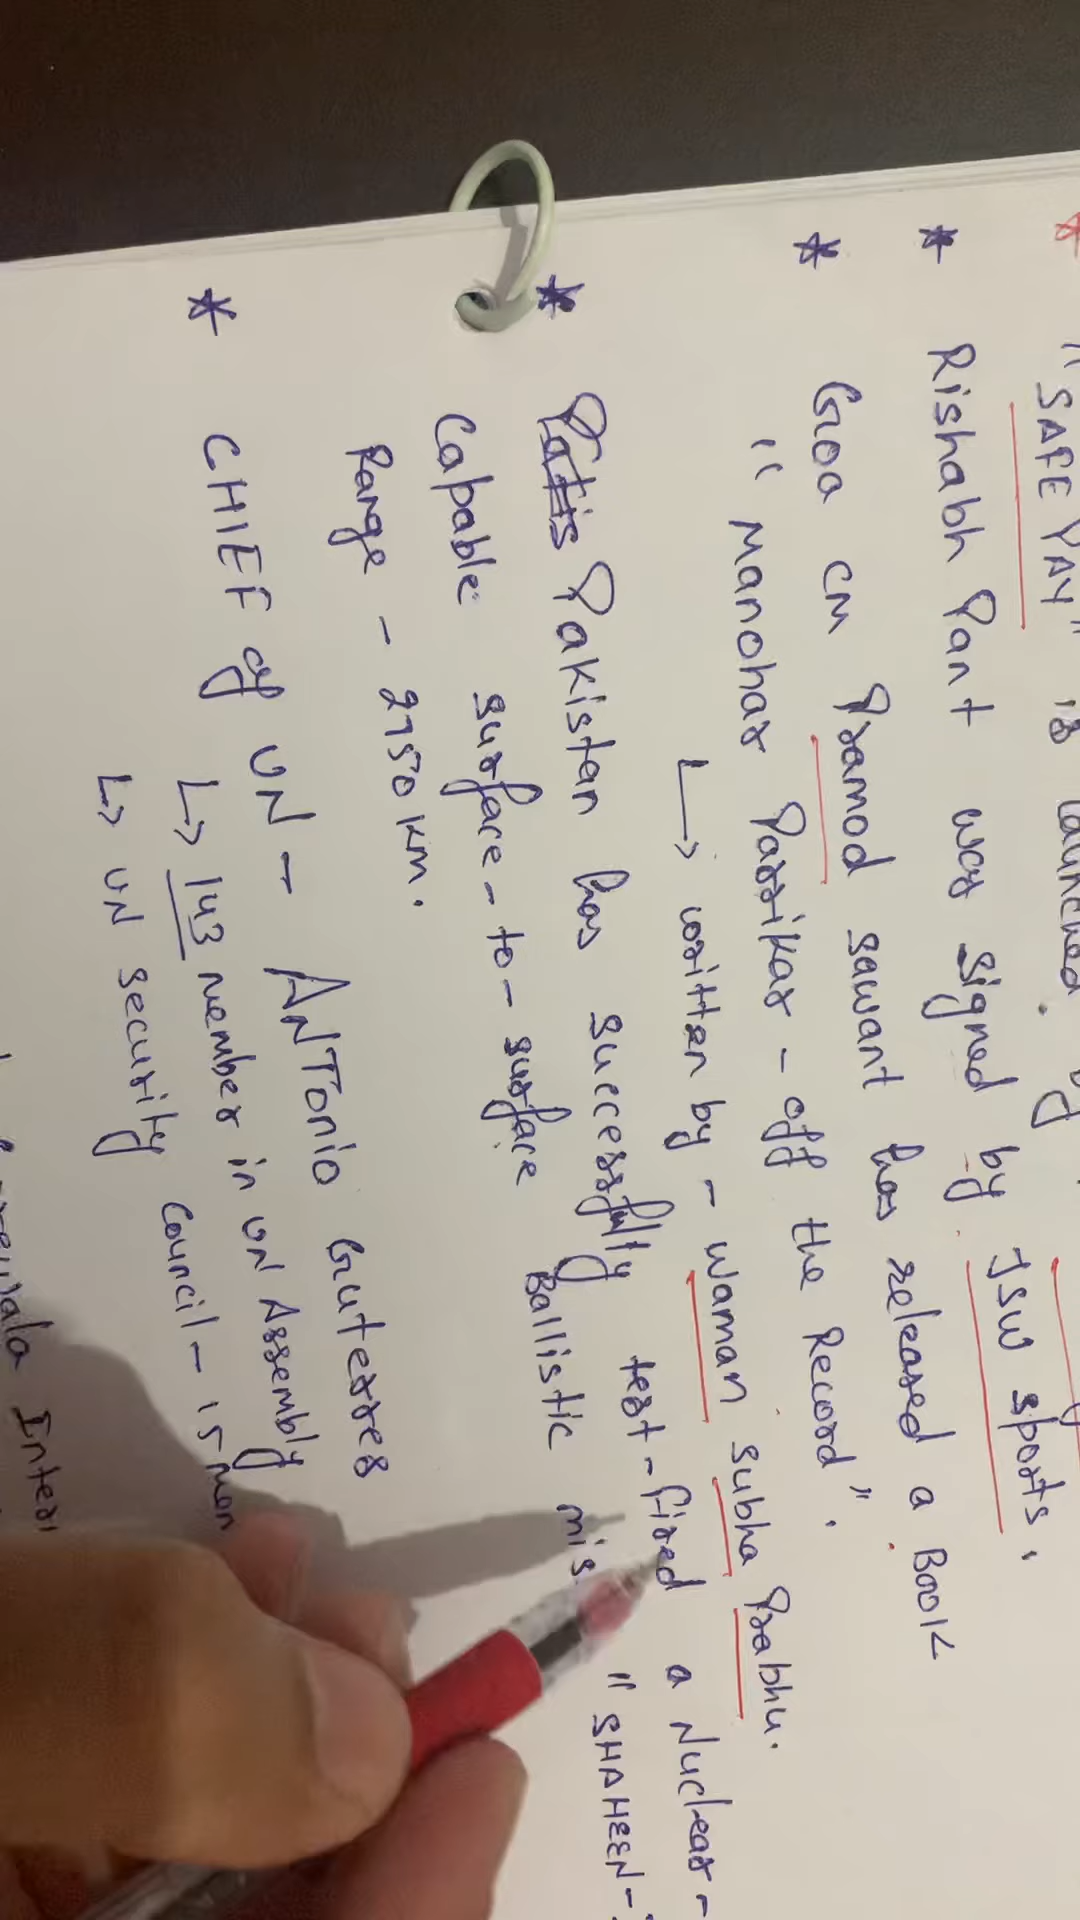 "SAFE PAY" is launched by
* Rishabh Pant was signed by JSW sports.
* Goa CM Pramod sawant has released a Book
" Manohar Parrikar - off the Record".
↳ written by - Waman subha Prabhu.
* Pakistan has successfully test-fired a Nuclear-
Capable surface-to-surface Ballistic mis "SHAHEEN-
Range - 2750 km.
* CHIEF of UN - ANTonio Guterres
↳ 143 member in UN Assembly
↳ UN security council - 15 mem
Inter